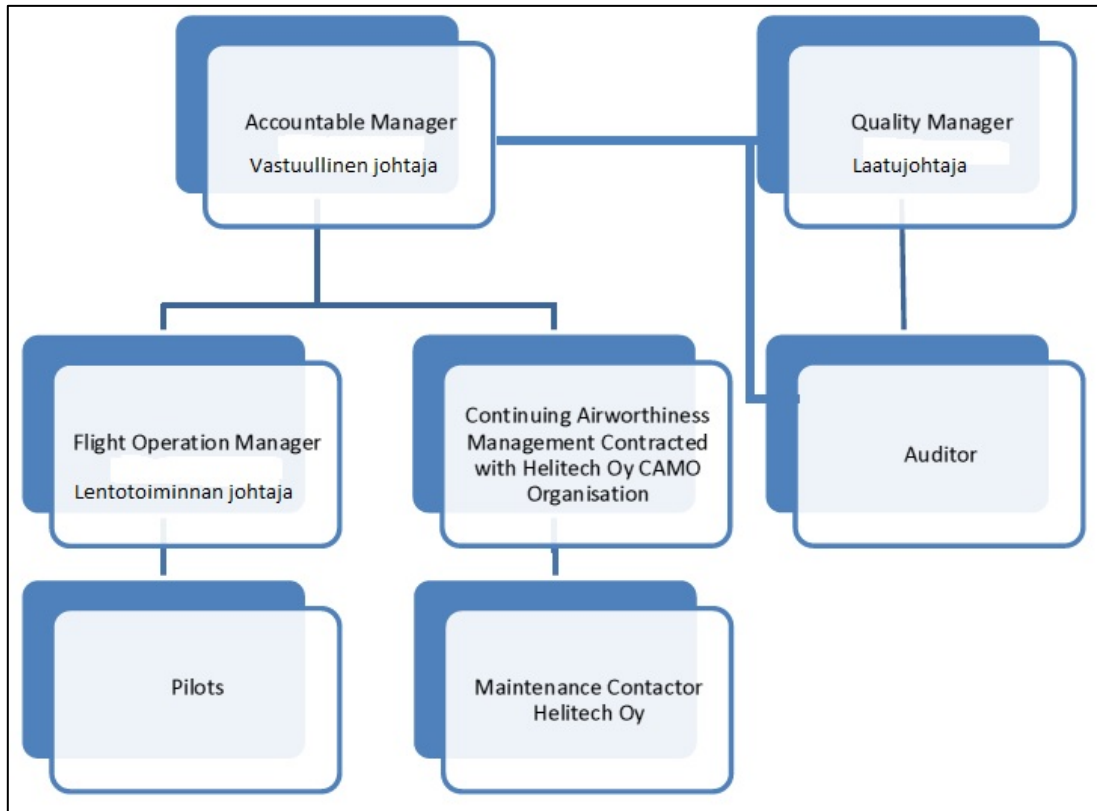 Accountable Manager
Vastuullinen johtaja
Quality Manager
Laatujohtaja
Flight Operation Manager
Lentotoiminnan johtaja
Continuing Airworthiness
Management Contracted
with Helitech Oy CAMO
Organisation
Auditor
Pilots
Maintenance Contactor
Helitech Oy